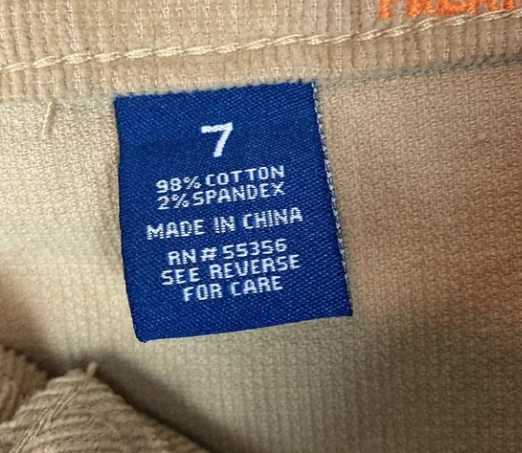 7
98% COTTON
2% SPANDEX
MADE IN CHINA
RN # 55356
SEE REVERSE
FOR CARE